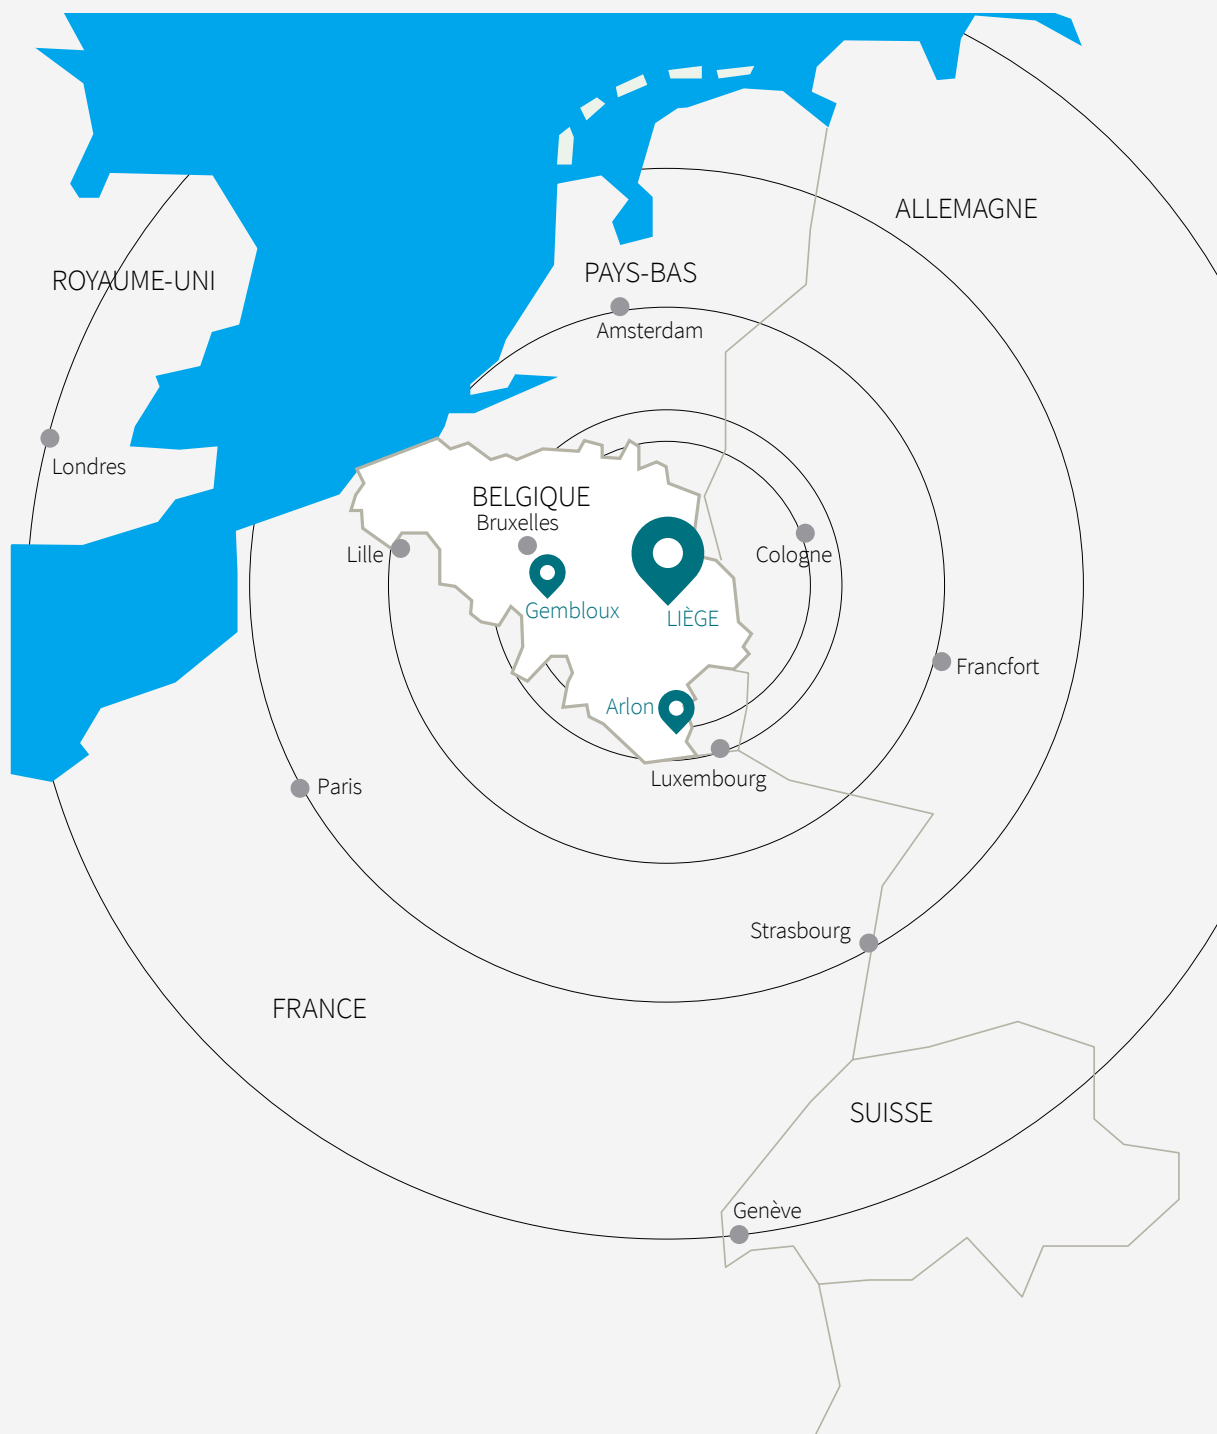 ALLEMAGNE
ROYAUME-UNI
PAYS-BAS
Amsterdam
Londres
BELGIQUE
Bruxelles
Lille
Cologne
Gembloux
LIÈGE
Francfort
Arlon
Luxembourg
Paris
Strasbourg
FRANCE
SUISSE
Genève